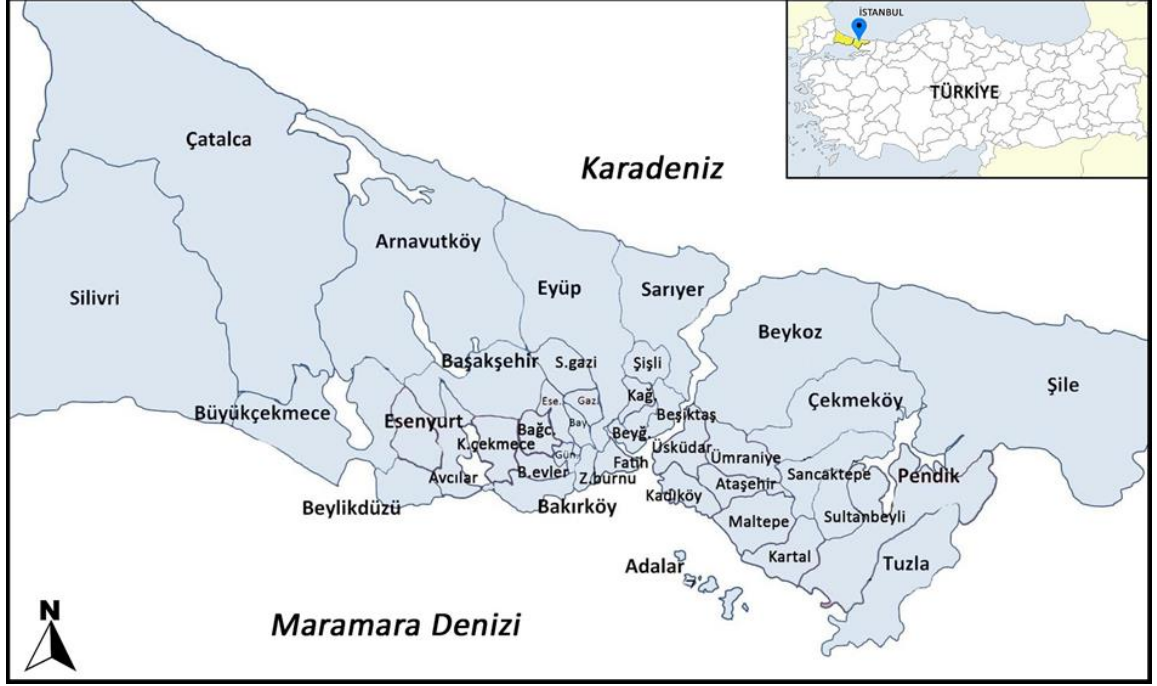 İSTANBUL
TÜRKİYE
Çatalca
Karadeniz
Arnavutköy
Silivri
Eyüp
Sarıyer
Beykoz
Başakşehir
S.gazi
Şişli
Şile
Büyükçekmece
Esenyurt
Ese.
Gazi
Kağ.
Beşiktaş
Çekmeköy
K.çekmece
Bağc.
Bay.
Beyğ.
Üsküdar
Ümraniye
Gün.
Fatih
Avcılar
B.evler
Z.burnu
Ataşehir
Sancaktepe
Pendik
Beylikdüzü
Bakırköy
Kadıköy
Maltepe
Sultanbeyli
Kartal
Tuzla
Adalar
N
Maramara Denizi